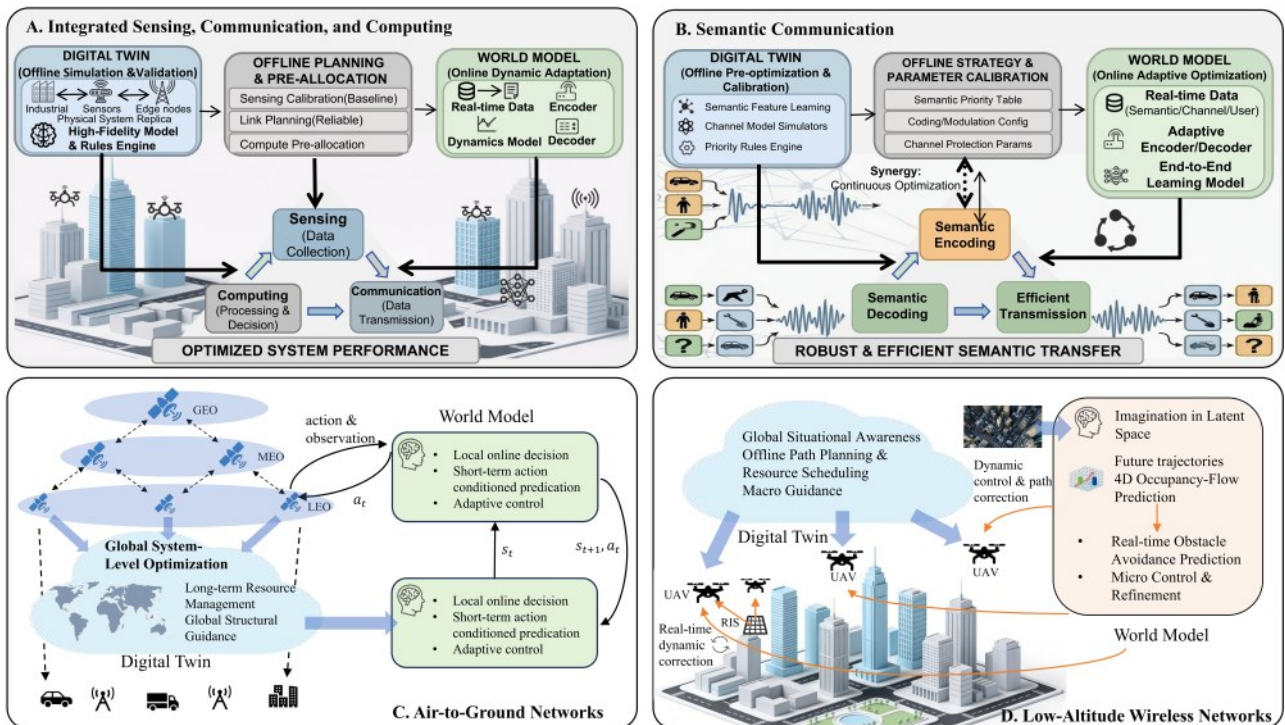 A. Integrated Sensing, Communication, and Computing
DIGITAL TWIN
(Offline Simulation &Validation)
Industrial
Sensors
Edge nodes
Physical System Replica
High-Fidelity Model
& Rules Engine
OFFLINE PLANNING
& PRE-ALLOCATION
Sensing Calibration(Baseline)
Link Planning(Reliable)
Compute Pre-allocation
WORLD MODEL
(Online Dynamic Adaptation)
Real-time Data
Encoder
Dynamics Model
Decoder
Sensing
(Data
Collection)
Computing
(Processing &
Decision)
Communication
(Data
Transmission)
OPTIMIZED SYSTEM PERFORMANCE
B. Semantic Communication
DIGITAL TWIN
(Offline Pre-optimization &
Calibration)
Semantic Feature Learning
Channel Model Simulators
Priority Rules Engine
OFFLINE STRATEGY &
PARAMETER CALIBRATION
Semantic Priority Table
Coding/Modulation Config
Channel Protection Params
WORLD MODEL
(Online Adaptive Optimization)
Real-time Data
(Semantic/Channel/User)
Adaptive
Encoder/Decoder
End-to-End
Learning Model
Synergy:
Continuous Optimization
Semantic
Encoding
Semantic
Decoding
Efficient
Transmission
?
?
ROBUST & EFFICIENT SEMANTIC TRANSFER
GEO
MEO
LEO
action &
observation
a_t
World Model
• Local online decision
• Short-term action
conditioned predication
• Adaptive control
s_t
s_{t+1}, a_t
• Local online decision
• Short-term action
conditioned predication
• Adaptive control
Global System-
Level Optimization
Long-term Resource
Management
Global Structural
Guidance
Digital Twin
C. Air-to-Ground Networks
Global Situational Awareness
Offline Path Planning &
Resource Scheduling
Macro Guidance
Digital Twin
Dynamic
control & path
correction
Imagination in Latent
Space
Future trajectories
4D Occupancy-Flow
Prediction
• Real-time Obstacle
Avoidance Prediction
• Micro Control &
Refinement
World Model
UAV
UAV
UAV
RIS
Real-time
dynamic
correction
D. Low-Altitude Wireless Networks